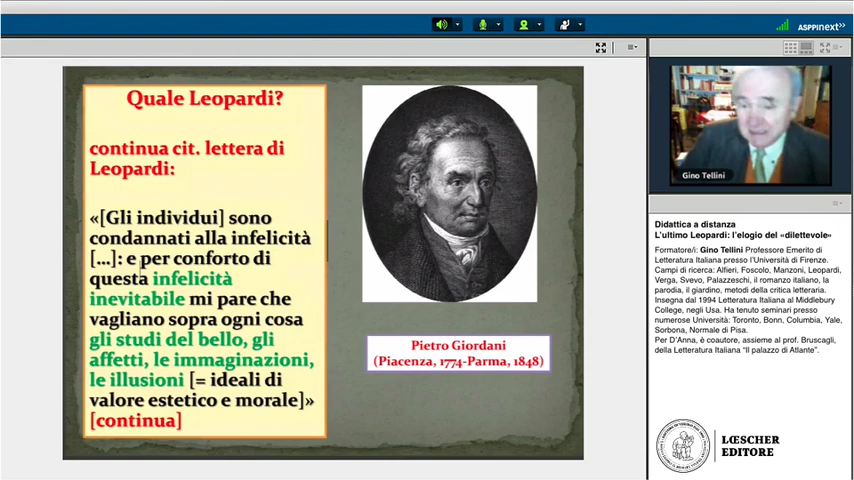 ASPPInext››
Quale Leopardi?
continua cit. lettera di
Leopardi:
«[Gli individui] sono
condannati alla infelicità
[...]: e per conforto di
questa infelicità
inevitabile mi pare che
vagliano sopra ogni cosa
gli studi del bello, gli
affetti, le immaginazioni,
le illusioni [= ideali di
valore estetico e morale]»
[continua]
Pietro Giordani
(Piacenza, 1774-Parma, 1848)
Gino Tellini
Didattica a distanza
L'ultimo Leopardi: l'elogio del «dilettevole»
Formatore/i: Gino Tellini Professore Emerito di
Letteratura Italiana presso l'Università di Firenze.
Campi di ricerca: Alfieri, Foscolo, Manzoni, Leopardi,
Verga, Svevo, Palazzeschi, il romanzo italiano, la
parodia, il giardino, metodi della critica letteraria.
Insegna dal 1994 Letteratura Italiana al Middlebury
College, negli Usa. Ha tenuto seminari presso
numerose Università: Toronto, Bonn, Columbia, Yale,
Sorbona, Normale di Pisa.
Per D'Anna, è coautore, assieme al prof. Bruscagli,
della Letteratura Italiana "Il palazzo di Atlante".
LŒSCHER
EDITORE